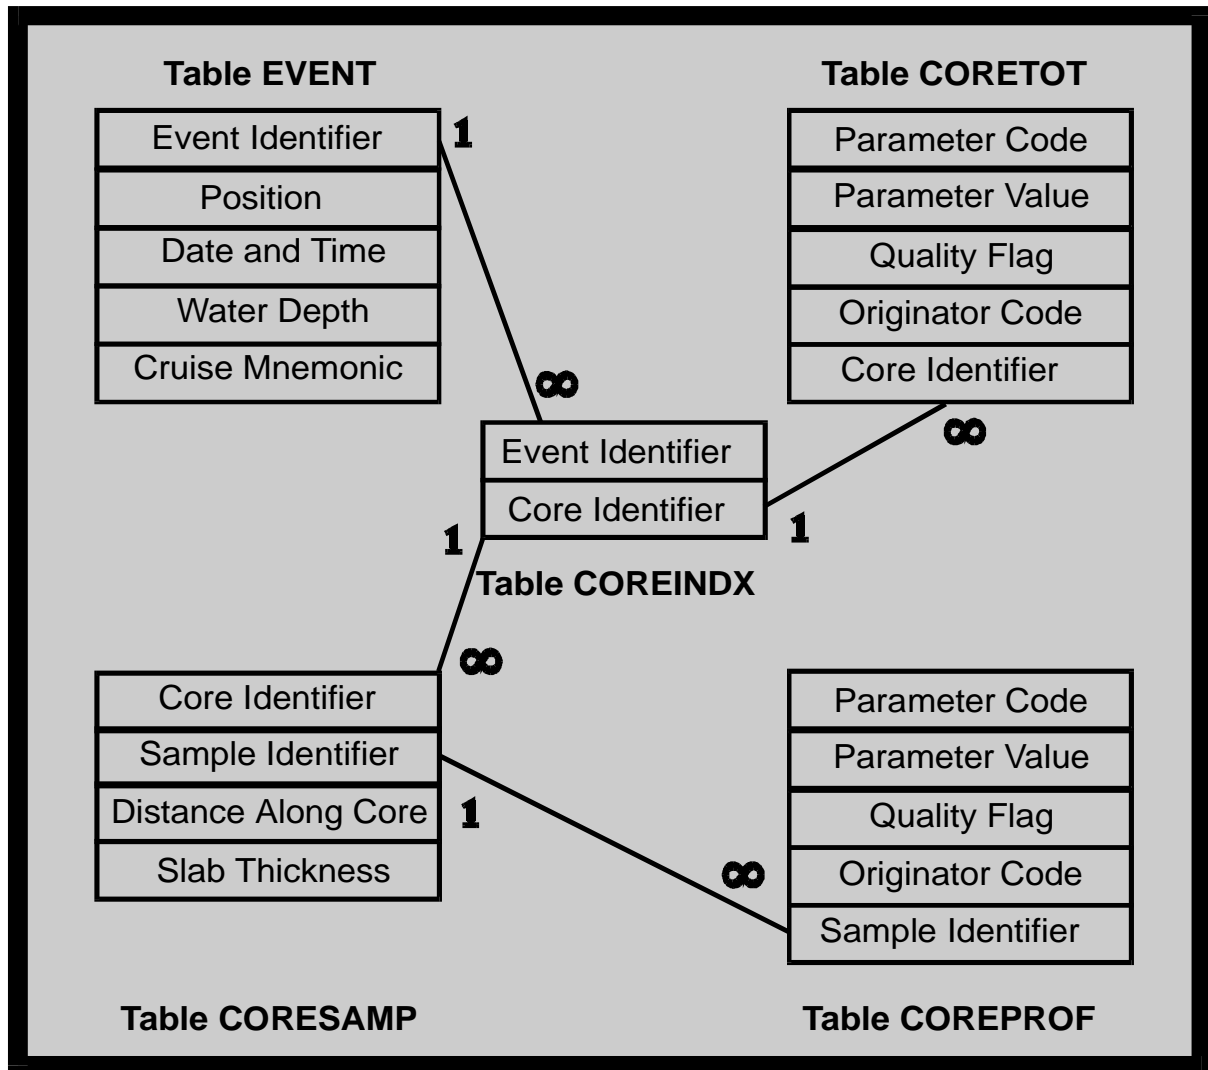 Table EVENT
Event Identifier
Position
Date and Time
Water Depth
Cruise Mnemonic
1
∞
Table CORETOT
Parameter Code
Parameter Value
Quality Flag
Originator Code
Core Identifier
∞
Event Identifier
Core Identifier
1
1
Table COREINDX
∞
Core Identifier
Sample Identifier
Distance Along Core
Slab Thickness
1
Table CORESAMP
∞
Parameter Code
Parameter Value
Quality Flag
Originator Code
Sample Identifier
Table COREPROF